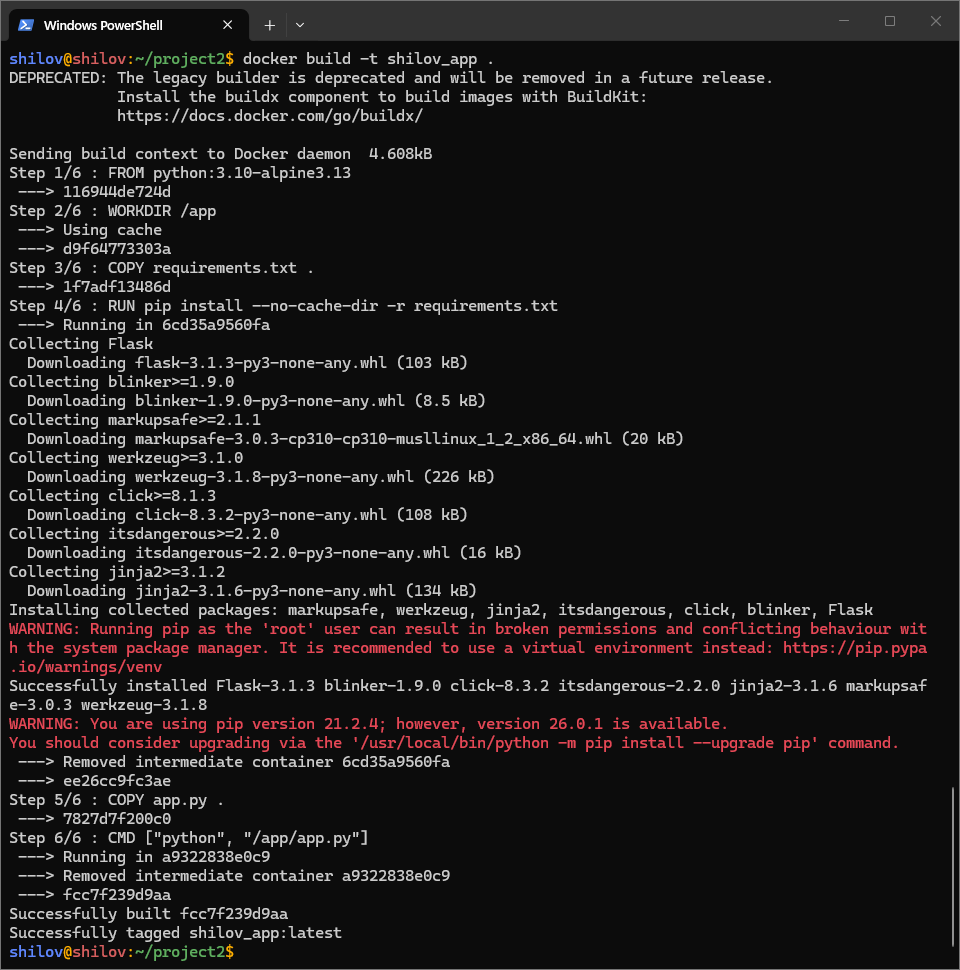 Windows PowerShell
shilov@shilov:~/project2$ docker build -t shilov_app .
DEPRECATED: The legacy builder is deprecated and will be removed in a future release.
            Install the buildx component to build images with BuildKit:
            https://docs.docker.com/go/buildx/
Sending build context to Docker daemon  4.608kB
Step 1/6 : FROM python:3.10-alpine3.13
 ---> 116944de724d
Step 2/6 : WORKDIR /app
 ---> Using cache
 ---> d9f64773303a
Step 3/6 : COPY requirements.txt .
 ---> 1f7adf13486d
Step 4/6 : RUN pip install --no-cache-dir -r requirements.txt
 ---> Running in 6cd35a9560fa
Collecting Flask
  Downloading flask-3.1.3-py3-none-any.whl (103 kB)
Collecting blinker>=1.9.0
  Downloading blinker-1.9.0-py3-none-any.whl (8.5 kB)
Collecting markupsafe>=2.1.1
  Downloading markupsafe-3.0.3-cp310-cp310-musllinux_1_2_x86_64.whl (20 kB)
Collecting werkzeug>=3.1.0
  Downloading werkzeug-3.1.8-py3-none-any.whl (226 kB)
Collecting click>=8.1.3
  Downloading click-8.3.2-py3-none-any.whl (108 kB)
Collecting itsdangerous>=2.2.0
  Downloading itsdangerous-2.2.0-py3-none-any.whl (16 kB)
Collecting jinja2>=3.1.2
  Downloading jinja2-3.1.6-py3-none-any.whl (134 kB)
Installing collected packages: markupsafe, werkzeug, jinja2, itsdangerous, click, blinker, Flask
WARNING: Running pip as the 'root' user can result in broken permissions and conflicting behaviour wit
h the system package manager. It is recommended to use a virtual environment instead: https://pip.pypa
.io/warnings/venv
Successfully installed Flask-3.1.3 blinker-1.9.0 click-8.3.2 itsdangerous-2.2.0 jinja2-3.1.6 markupsaf
e-3.0.3 werkzeug-3.1.8
WARNING: You are using pip version 21.2.4; however, version 26.0.1 is available.
You should consider upgrading via the '/usr/local/bin/python -m pip install --upgrade pip' command.
 ---> Removed intermediate container 6cd35a9560fa
 ---> ee26cc9fc3ae
Step 5/6 : COPY app.py .
 ---> 7827d7f200c0
Step 6/6 : CMD ["python", "/app/app.py"]
 ---> Running in a9322838e0c9
 ---> Removed intermediate container a9322838e0c9
 ---> fcc7f239d9aa
Successfully built fcc7f239d9aa
Successfully tagged shilov_app:latest
shilov@shilov:~/project2$